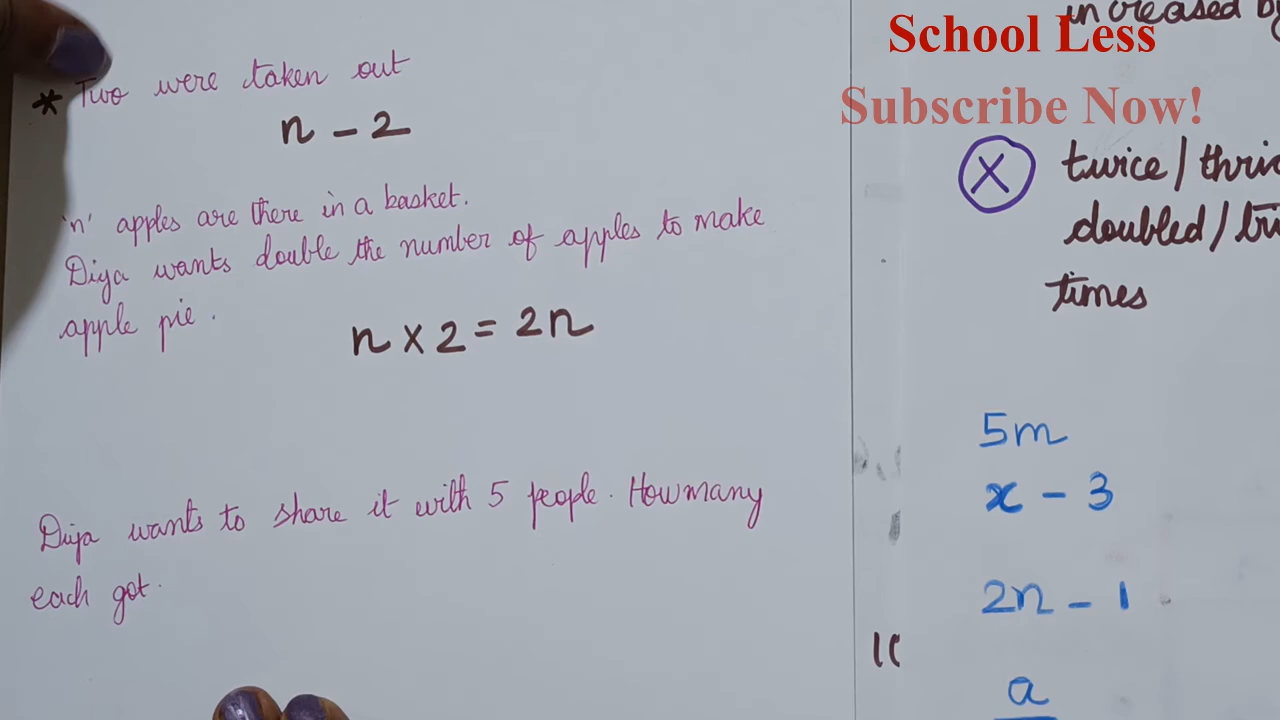 * Two were taken out
n - 2
'n' apples are there in a basket.
Diya wants double the number of apples to make
apple pie.
n × 2 = 2n
Diya wants to share it with 5 people. How many
each got.
increased by
School Less
Subscribe Now!
X twice / thri
doubled / tri
times
5m
x - 3
2n - 1
a